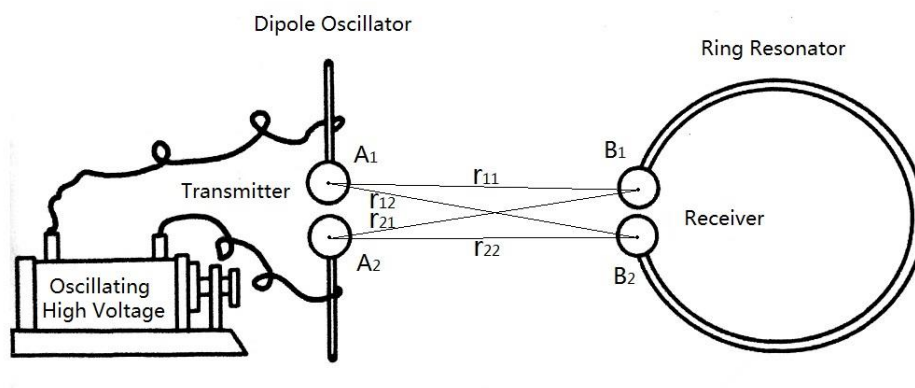 Dipole Oscillator
Ring Resonator
A1
B1
r11
Transmitter
r12
r21
Receiver
r22
A2
B2
Oscillating
High Voltage